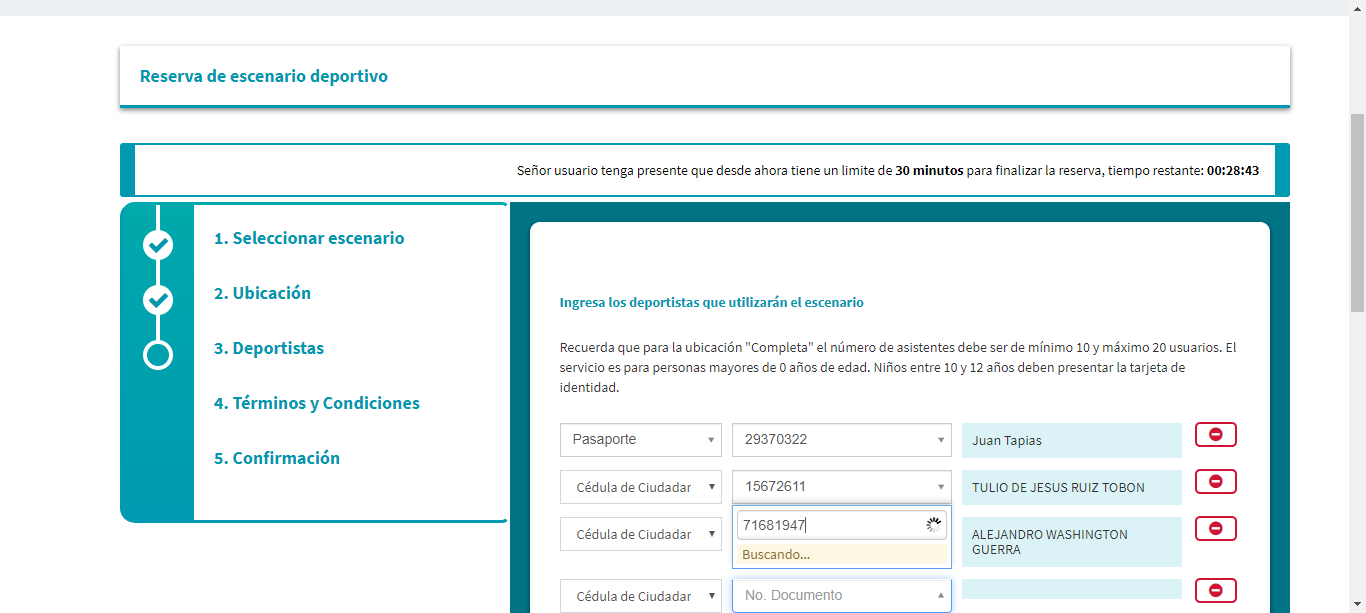 Reserva de escenario deportivo
Señor usuario tenga presente que desde ahora tiene un limite de 30 minutos para finalizar la reserva, tiempo restante: 00:28:43
1. Seleccionar escenario
2. Ubicación
3. Deportistas
4. Términos y Condiciones
5. Confirmación
Ingresa los deportistas que utilizarán el escenario
Recuerda que para la ubicación "Completa" el número de asistentes debe ser de mínimo 10 y máximo 20 usuarios. El
servicio es para personas mayores de 0 años de edad. Niños entre 10 y 12 años deben presentar la tarjeta de
identidad.
Pasaporte 29370322 Juan Tapias
Cédula de Ciudadar 15672611 TULIO DE JESUS RUIZ TOBON
71681947
Cédula de Ciudadar ALEJANDRO WASHINGTON
GUERRA
Buscando...
Cédula de Ciudadar No. Documento